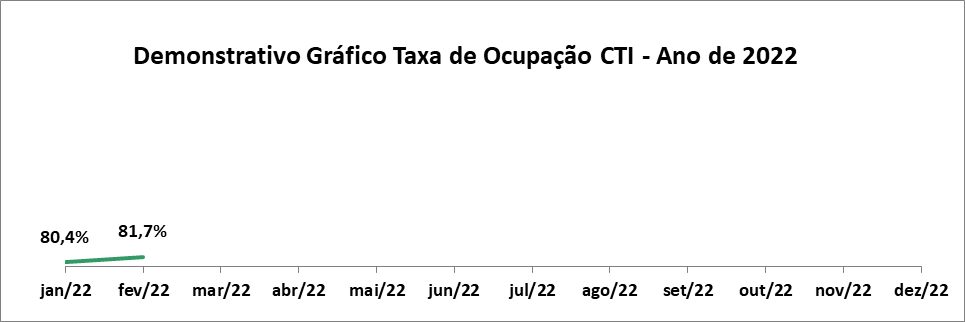 Demonstrativo Gráfico Taxa de Ocupação CTI - Ano de 2022
80,4% 81,7%
jan/22 fev/22 mar/22 abr/22 mai/22 jun/22 jul/22 ago/22 set/22 out/22 nov/22 dez/22